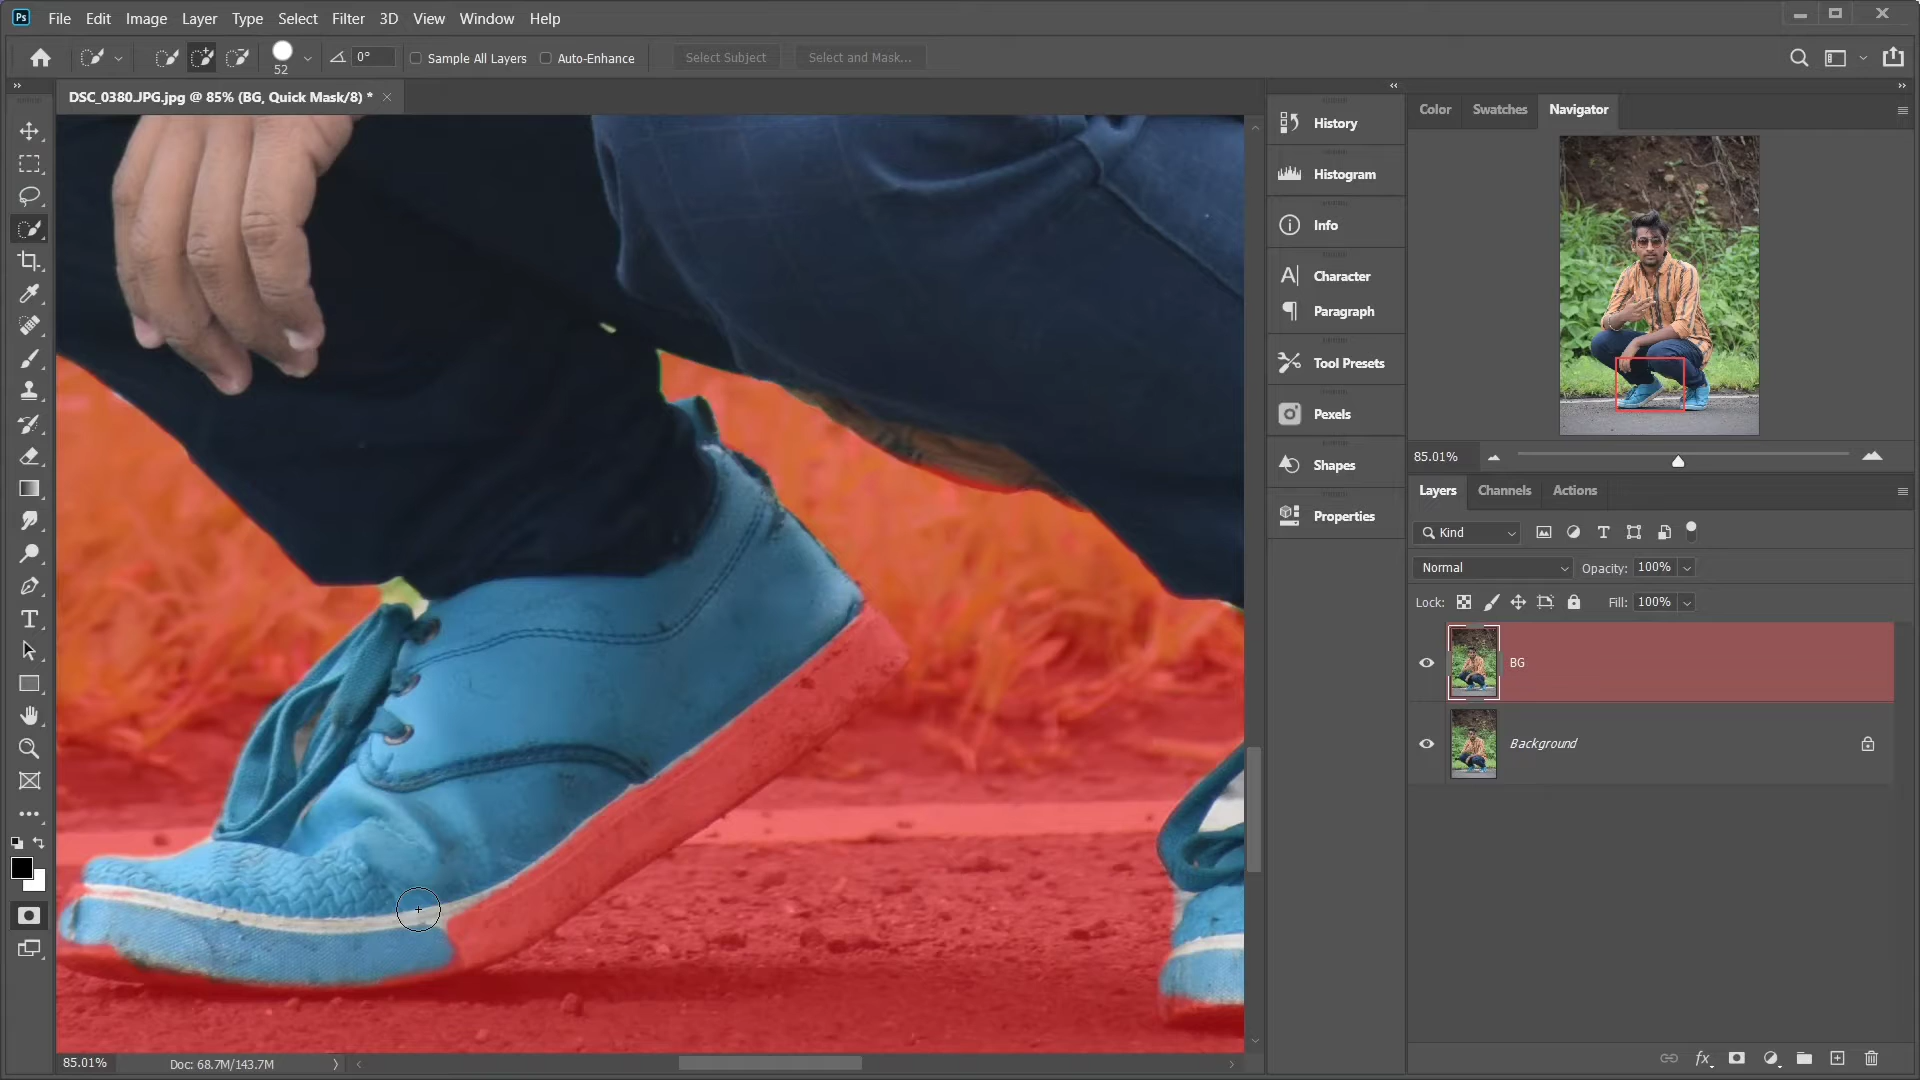 Ps File Edit Image Layer Type Select Filter 3D View Window Help
52 0° Sample All Layers Auto-Enhance Select Subject Select and Mask...
DSC_0380.JPG.jpg @ 85% (BG, Quick Mask/8) * ×
History
Histogram
Info
Character
Paragraph
Tool Presets
Pexels
Shapes
Properties
Color Swatches Navigator
85.01%
Layers Channels Actions
Kind
Normal Opacity: 100%
Lock: Fill: 100%
BG
Background
85.01% Doc: 68.7M/143.7M